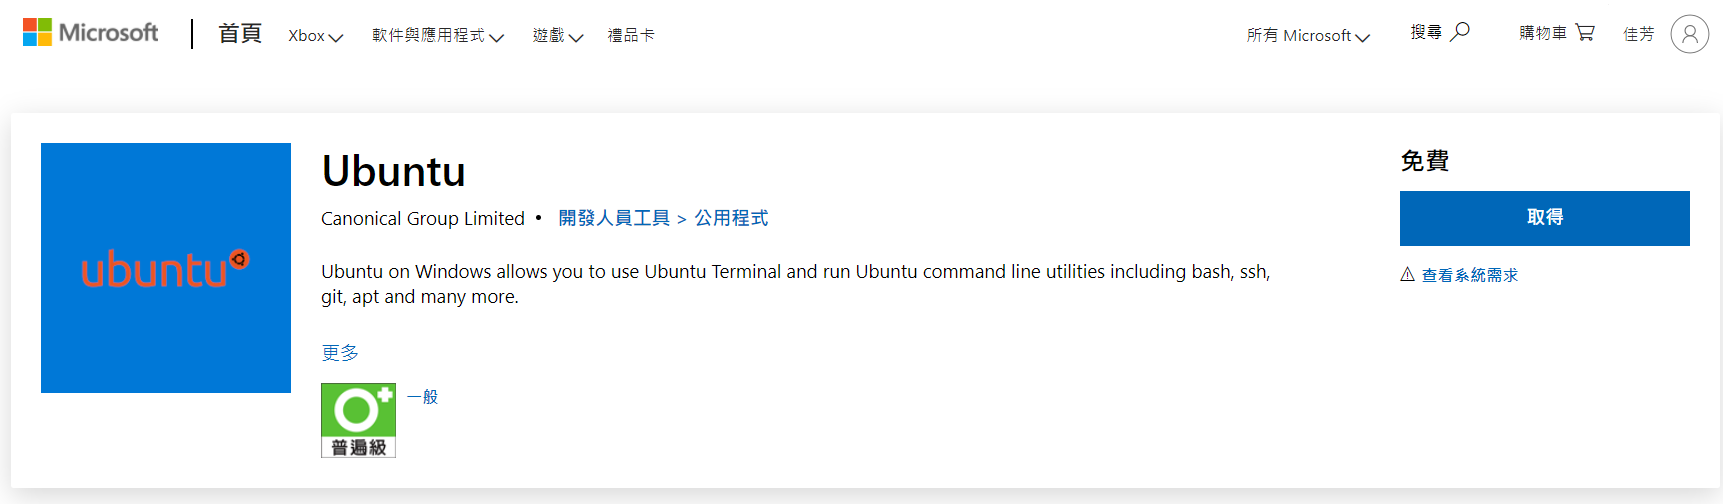 Microsoft 首頁 Xbox 軟件與應用程式 遊戲 禮品卡 所有 Microsoft 搜尋 購物車 佳芳
ubuntu
Ubuntu
Canonical Group Limited • 開發人員工具 > 公用程式
Ubuntu on Windows allows you to use Ubuntu Terminal and run Ubuntu command line utilities including bash, ssh,
git, apt and many more.
更多
普遍級
一般
免費
取得
查看系統需求